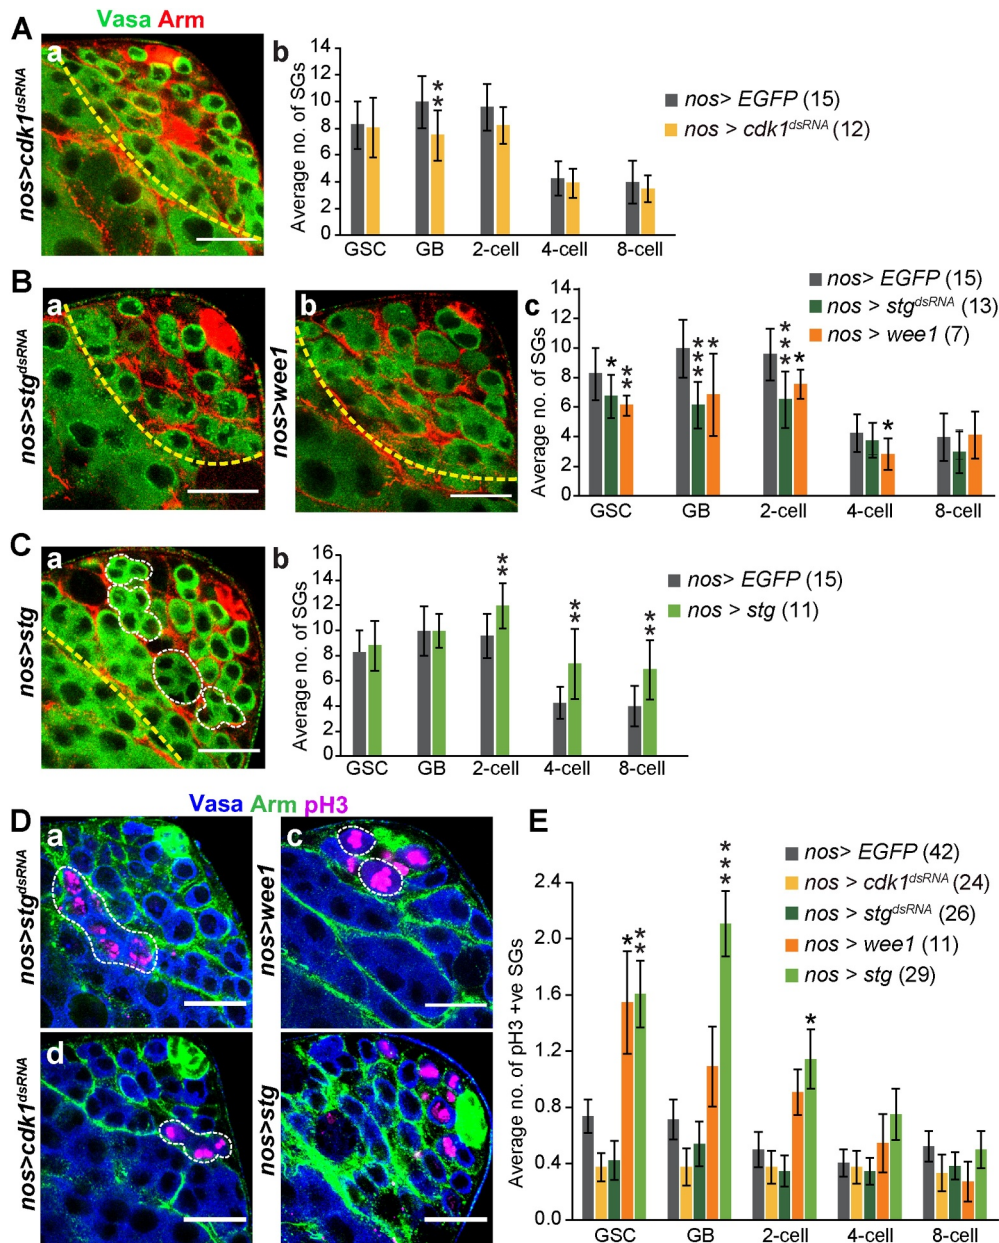 Vasa Arm
A
a
nos>cdk1dsRNA
b
Average no. of SGs
14
12
10
8
6
4
2
0
**
GSC GB 2-cell 4-cell 8-cell
nos> EGFP (15)
nos > cdk1dsRNA (12)
B
a
nos>stgdsRNA
b
nos>wee1
c
Average no. of SGs
14
12
10
8
6
4
2
0
* ** *** * *** * *
GSC GB 2-cell 4-cell 8-cell
nos> EGFP (15)
nos > stgdsRNA (13)
nos > wee1 (7)
C
a
nos>stg
b
Average no. of SGs
16
14
12
10
8
6
4
2
0
** ** **
GSC GB 2-cell 4-cell 8-cell
nos> EGFP (15)
nos > stg (11)
Vasa Arm pH3
D
a
nos>stgdsRNA
c
nos>wee1
d
nos>cdk1dsRNA
nos>stg
E
Average no. of pH3 +ve SGs
2.4
2.0
1.6
1.2
0.8
0.4
0.0
* ** *** *
GSC GB 2-cell 4-cell 8-cell
nos> EGFP (42)
nos > cdk1dsRNA (24)
nos > stgdsRNA (26)
nos > wee1 (11)
nos > stg (29)